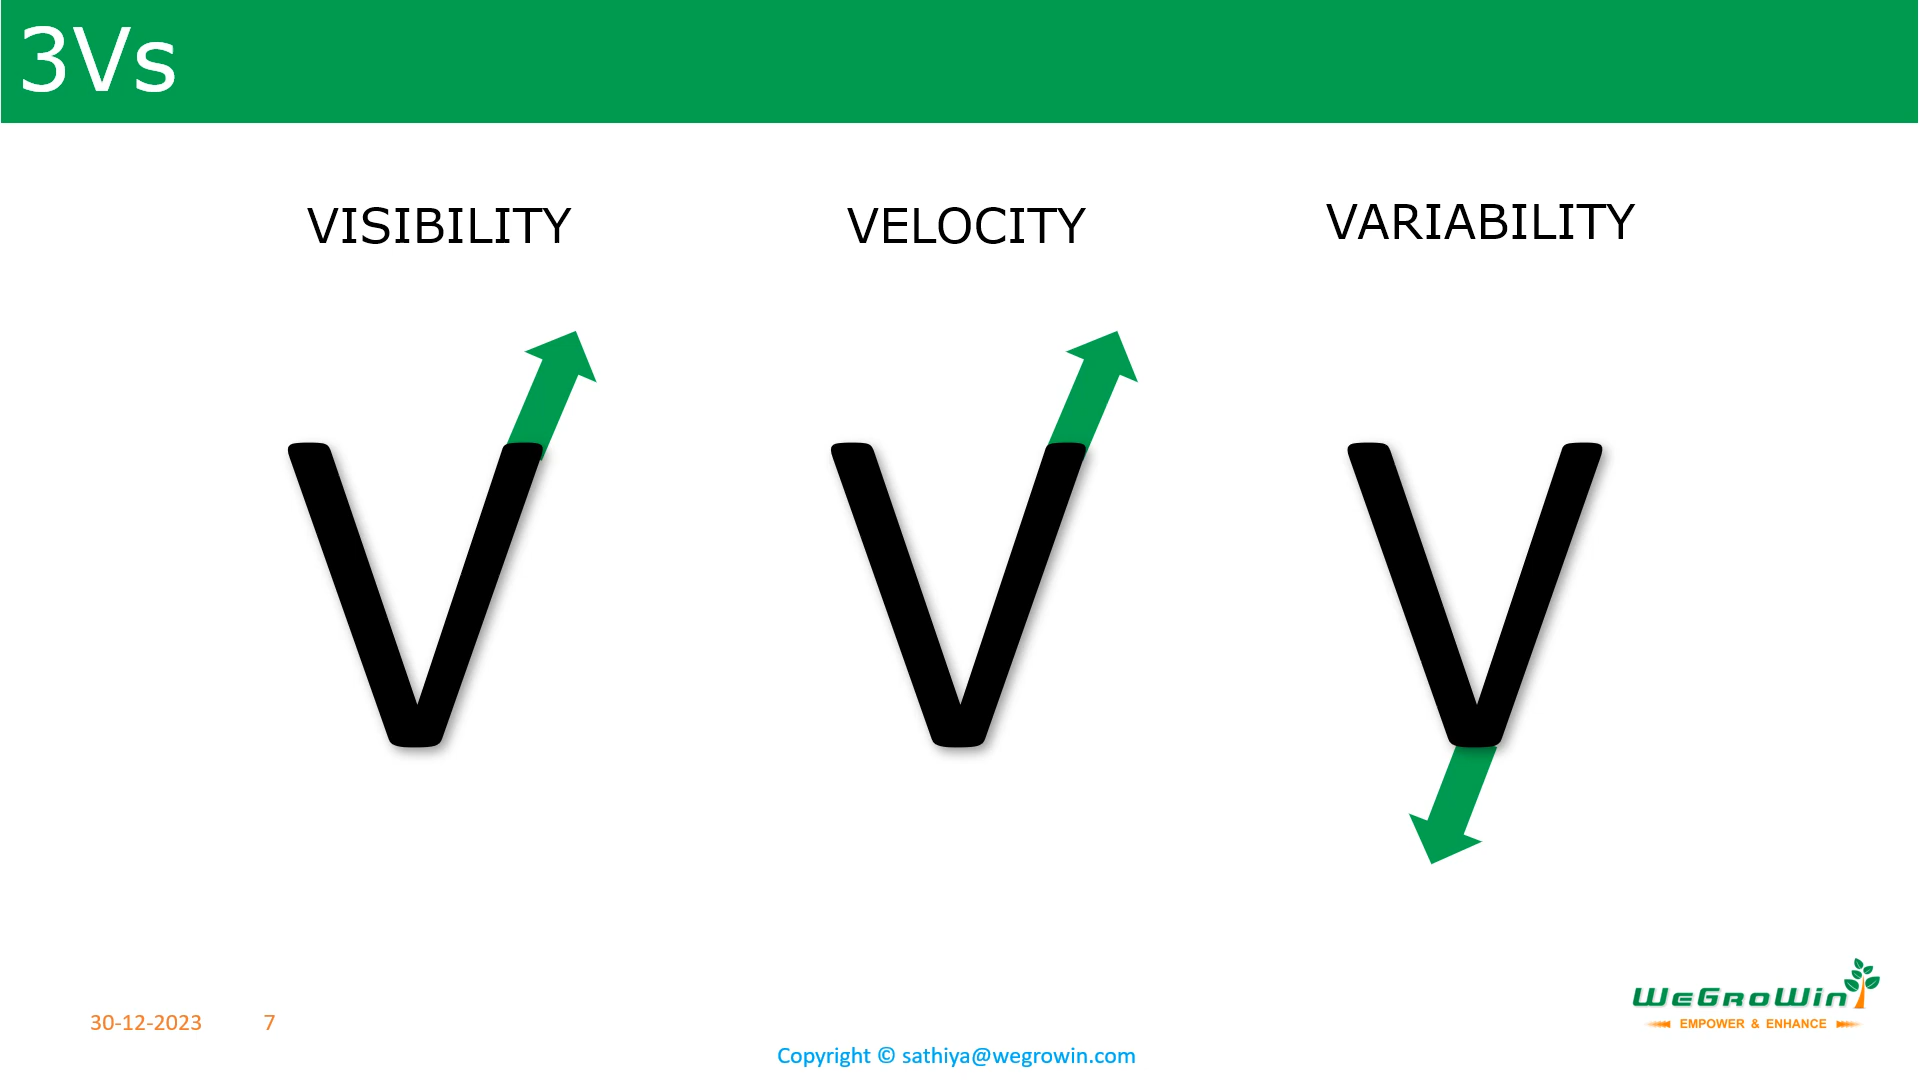 3Vs
VISIBILITY
VELOCITY
VARIABILITY
V
V
V
WeGroWin
EMPOWER & ENHANCE
30-12-2023
7
Copyright © sathiya@wegrowin.com